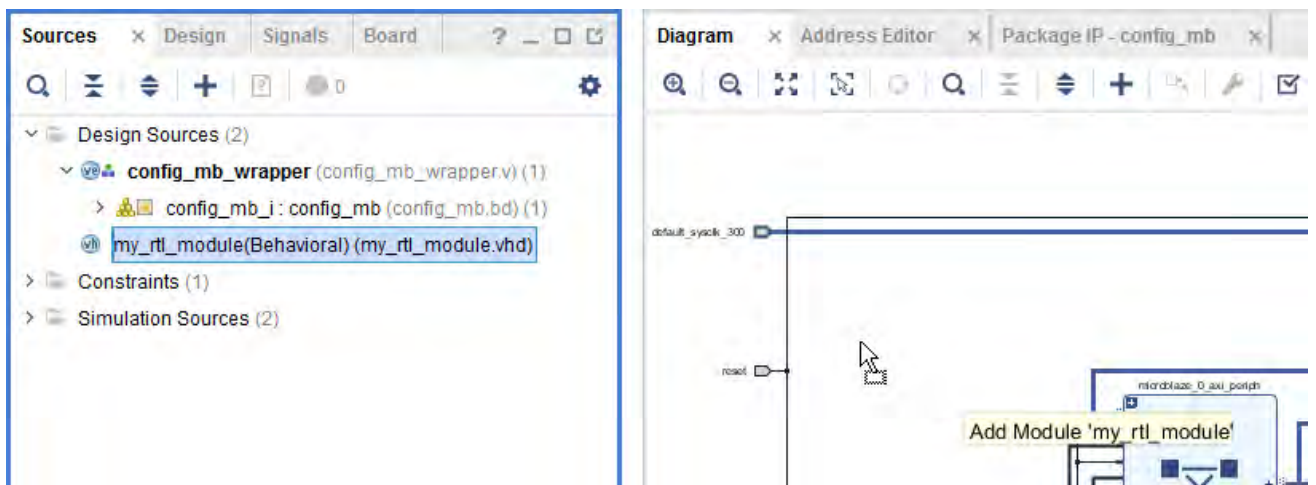 Sources × Design Signals Board ? _
0
Design Sources (2)
config_mb_wrapper (config_mb_wrapper.v) (1)
config_mb_i : config_mb (config_mb.bd) (1)
my_rtl_module(Behavioral) (my_rtl_module.vhd)
Constraints (1)
Simulation Sources (2)
Diagram × Address Editor × Package IP - config_mb ×
default_sysclk_300
reset
microblaze_0_axi_periph
Add Module 'my_rtl_module'